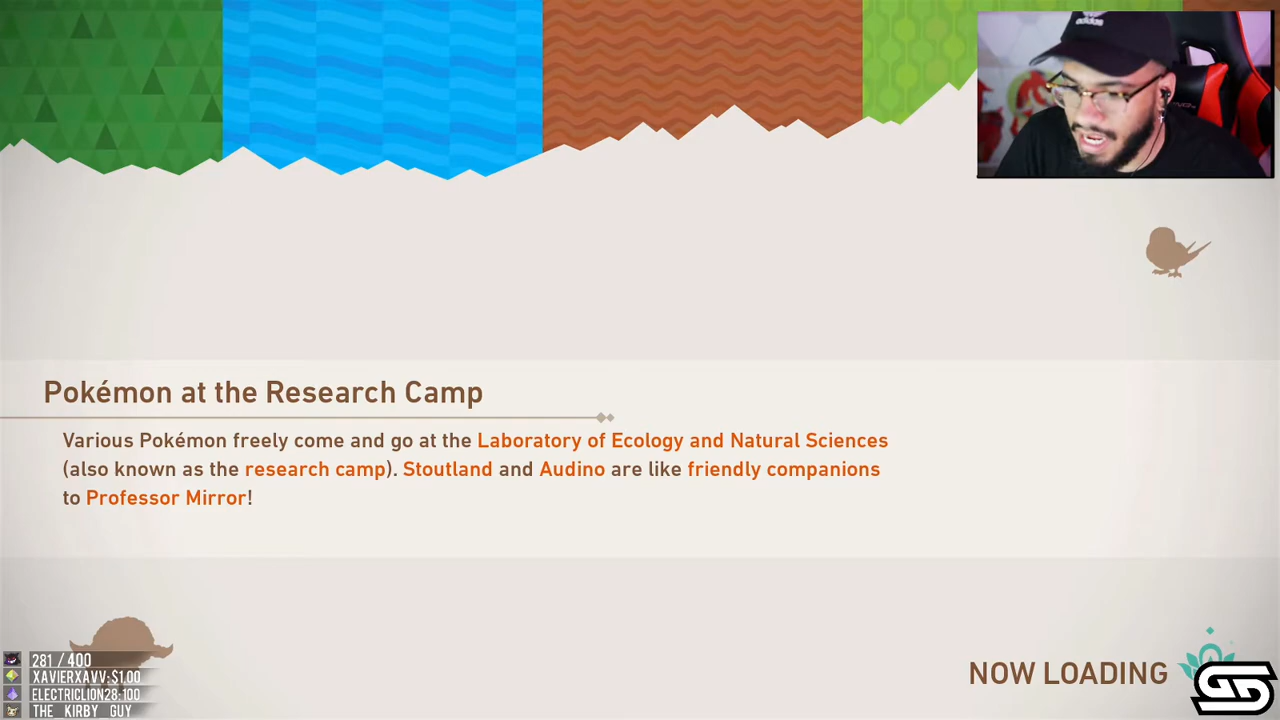 adidas
Pokémon at the Research Camp
Various Pokémon freely come and go at the Laboratory of Ecology and Natural Sciences
(also known as the research camp). Stoutland and Audino are like friendly companions
to Professor Mirror!
281 / 400
XAVIERXAVV:$1.00
ELECTRICLION28:100
THE_KIRBY_GUY
NOW LOADING